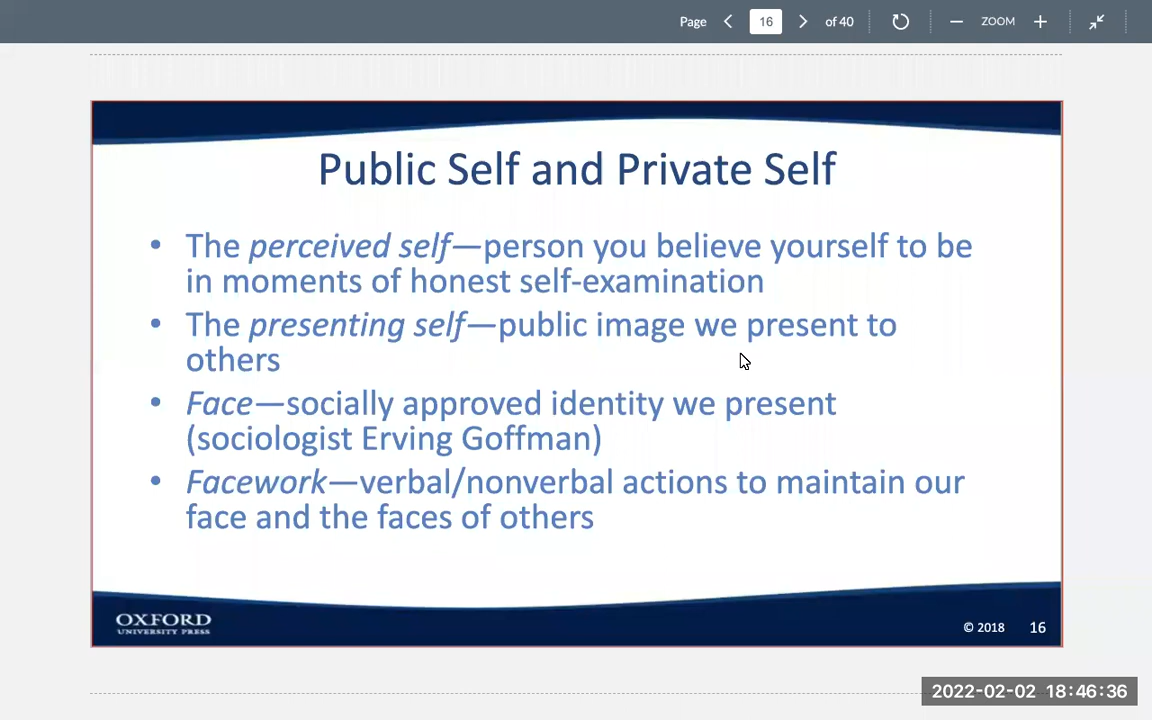 Page 16 of 40 ZOOM
Public Self and Private Self
• The perceived self—person you believe yourself to be
in moments of honest self-examination
• The presenting self—public image we present to
others
• Face—socially approved identity we present
(sociologist Erving Goffman)
• Facework—verbal/nonverbal actions to maintain our
face and the faces of others
OXFORD
UNIVERSITY PRESS
© 2018 16
2022-02-02 18:46:36